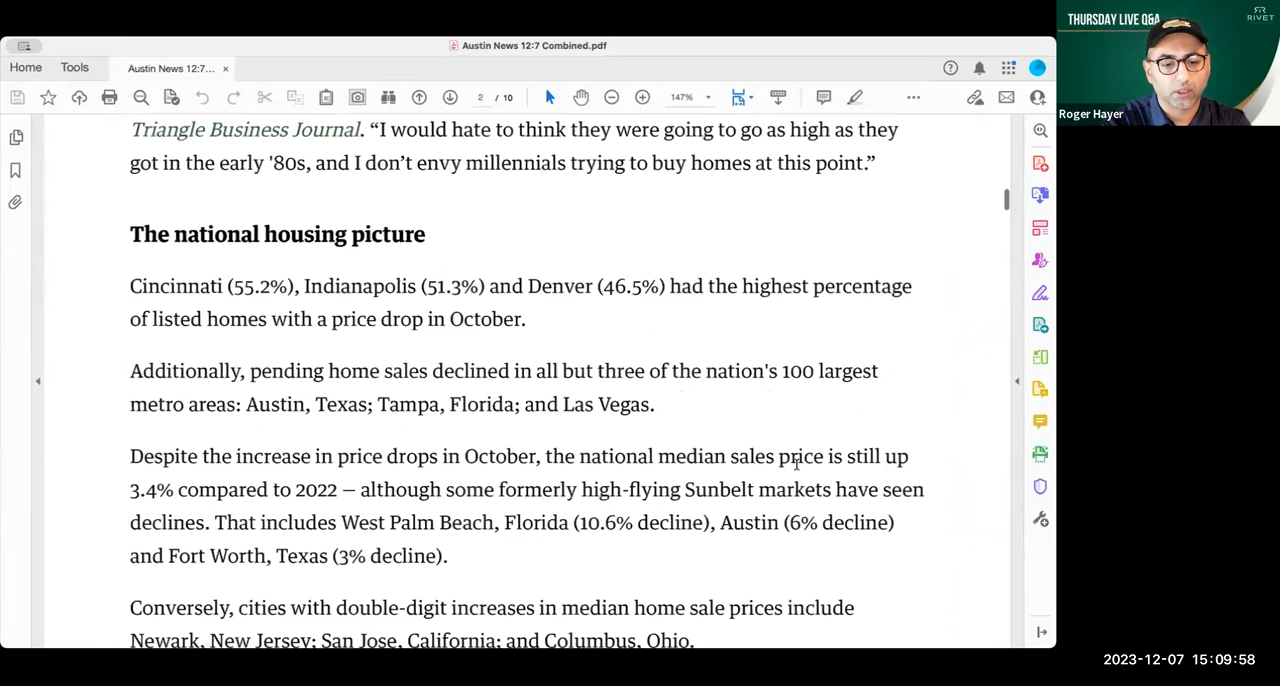 THURSDAY LIVE Q&A
RIVET
Roger Hayer
Austin News 12:7 Combined.pdf
Home
Tools
Austin News 12:7...
2 / 10
147%
Triangle Business Journal. “I would hate to think they were going to go as high as they
got in the early '80s, and I don’t envy millennials trying to buy homes at this point.”
The national housing picture
Cincinnati (55.2%), Indianapolis (51.3%) and Denver (46.5%) had the highest percentage
of listed homes with a price drop in October.
Additionally, pending home sales declined in all but three of the nation's 100 largest
metro areas: Austin, Texas; Tampa, Florida; and Las Vegas.
Despite the increase in price drops in October, the national median sales price is still up
3.4% compared to 2022 — although some formerly high-flying Sunbelt markets have seen
declines. That includes West Palm Beach, Florida (10.6% decline), Austin (6% decline)
and Fort Worth, Texas (3% decline).
Conversely, cities with double-digit increases in median home sale prices include
Newark, New Jersey; San Jose, California; and Columbus, Ohio.
2023-12-07 15:09:58